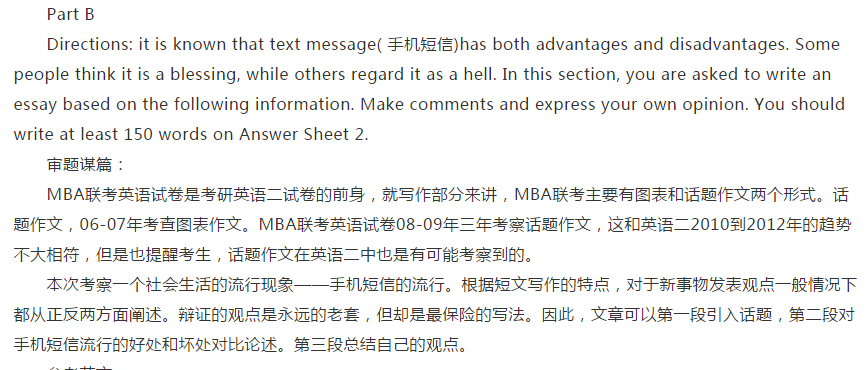 Part B
Directions: it is known that text message( 手机短信)has both advantages and disadvantages. Some
people think it is a blessing, while others regard it as a hell. In this section, you are asked to write an
essay based on the following information. Make comments and express your own opinion. You should
write at least 150 words on Answer Sheet 2.
审题谋篇：
MBA联考英语试卷是考研英语二试卷的前身，就写作部分来讲，MBA联考主要有图表和话题作文两个形式。话
题作文，06-07年考查图表作文。MBA联考英语试卷08-09年三年考察话题作文，这和英语二2010到2012年的趋势
不大相符，但是也提醒考生，话题作文在英语二中也是有可能考察到的。
本次考察一个社会生活的流行现象——手机短信的流行。根据短文写作的特点，对于新事物发表观点一般情况下
都从正反两方面阐述。辩证的观点是永远的老套，但却是最保险的写法。因此，文章可以第一段引入话题，第二段对
手机短信流行的好处和坏处对比论述。第三段总结自己的观点。